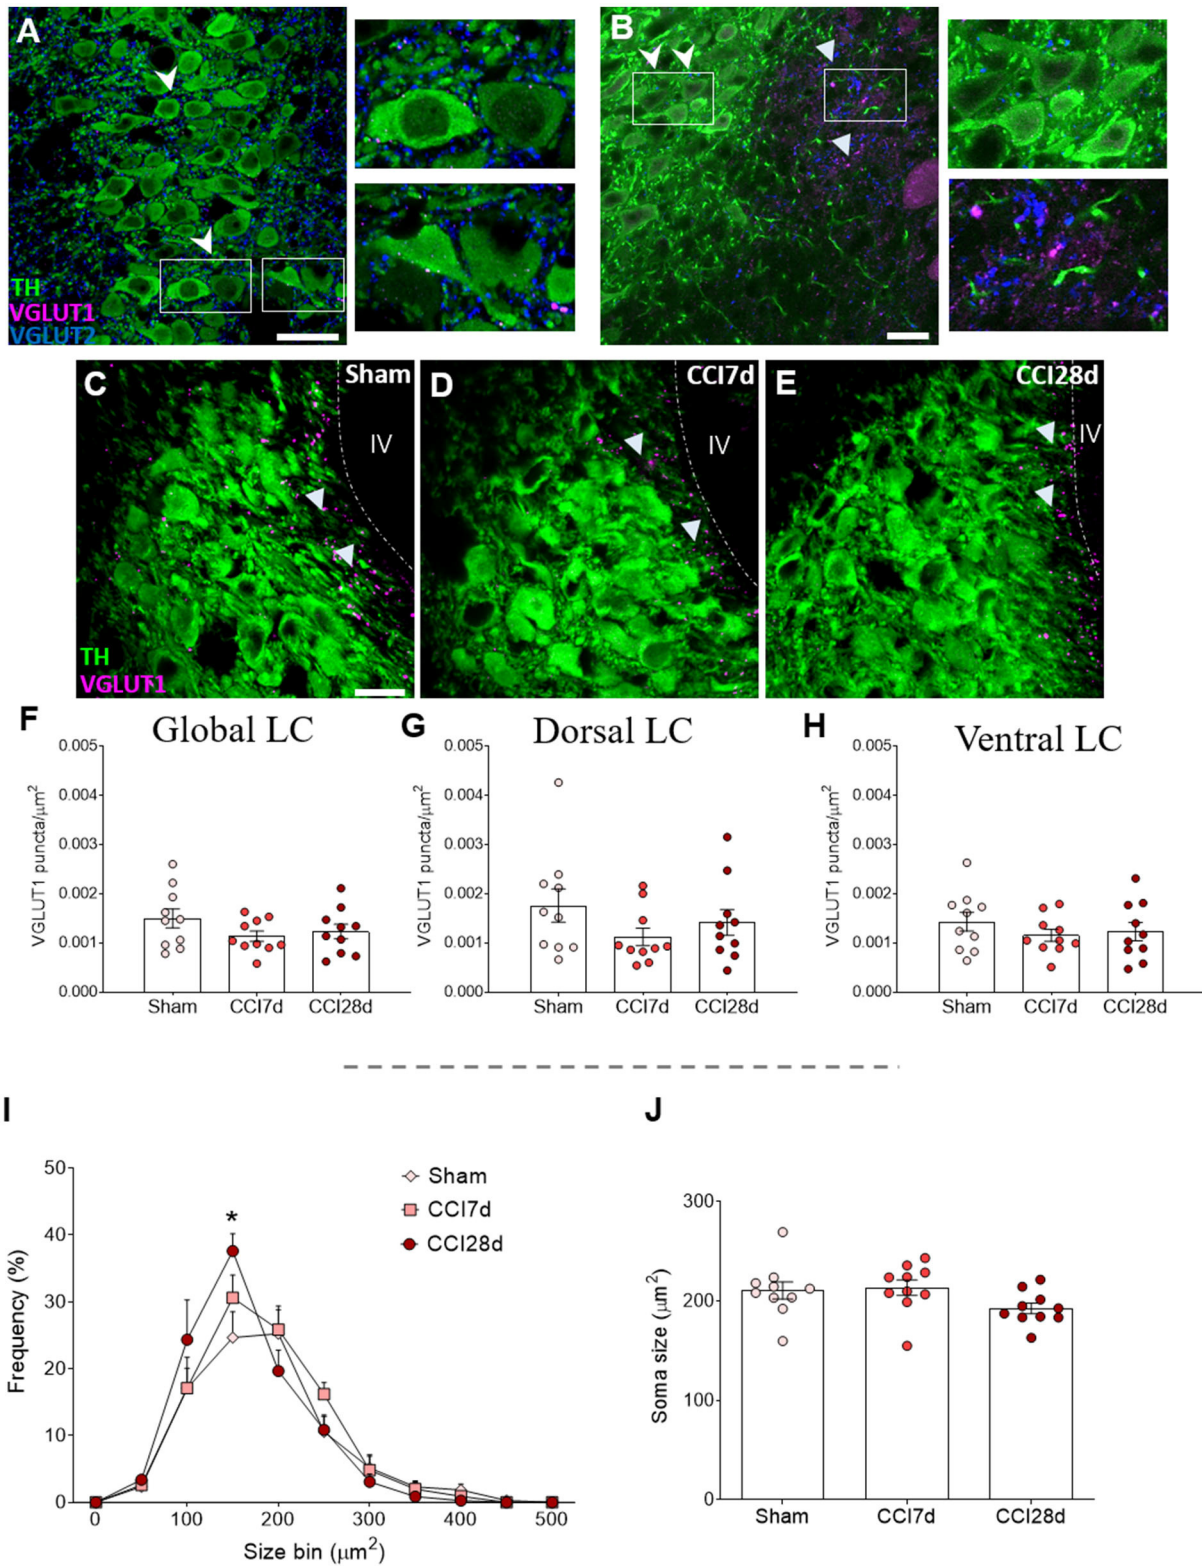 A
TH
VGLUT1
VGLUT2
B
C
Sham
IV
TH
VGLUT1
D
CCI7d
IV
E
CCI28d
IV
F
Global LC
VGLUT1 puncta/μm²
0.005
0.004
0.003
0.002
0.001
0.000
Sham CCI7d CCI28d
G
Dorsal LC
VGLUT1 puncta/μm²
0.005
0.004
0.003
0.002
0.001
0.000
Sham CCI7d CCI28d
H
Ventral LC
VGLUT1 puncta/μm²
0.005
0.004
0.003
0.002
0.001
0.000
Sham CCI7d CCI28d
I
Frequency (%)
50
40
30
20
10
0
*
Sham
CCI7d
CCI28d
0 100 200 300 400 500
Size bin (μm²)
J
Soma size (μm²)
300
200
100
0
Sham CCI7d CCI28d